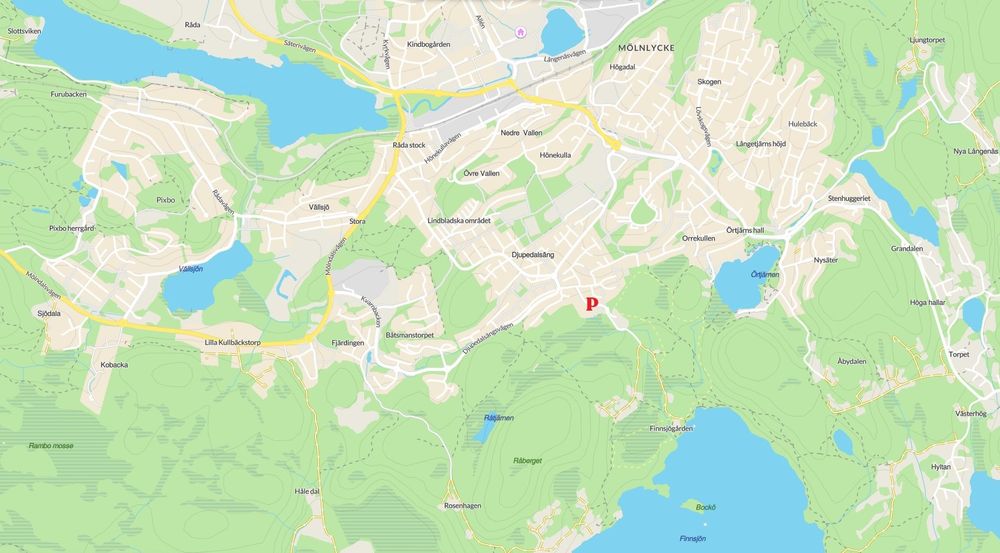 Slottsviken
Råda
Säterivägen
Kyrkvägen
Kindbogården
Allén
Långenäsvägen
MÖLNLYCKE
Högadal
Skogen
Ljungtorpet
Furubacken
Råda stock
Hönekullavägen
Nedre Vallen
Hönekulla
Lövskogsvägen
Hulebäck
Långetjärns höjd
Nya Långenäs
Övre Vallen
Pixbo
Rådavägen
Vällsjö
Stora
Lindbladska området
Stenhuggeriet
Pixbo herrgård
Orrekullen
Örtjärns hall
Grandalen
Mölndalsvägen
Djupedalsäng
Nysäter
Vällsjön
Örtjärnen
Mölndalsvägen
Kvarnbacken
P
Höga hallar
Sjödala
Lilla Kullbäckstorp
Fjärdingen
Båtsmanstorpet
Djupedalsängsvägen
Torpet
Kobacka
Åbydalen
Västerhög
Råtjärnen
Finnsjögården
Rambo mosse
Råberget
Hyltan
Håle dal
Rosenhagen
Bockö
Finnsjön